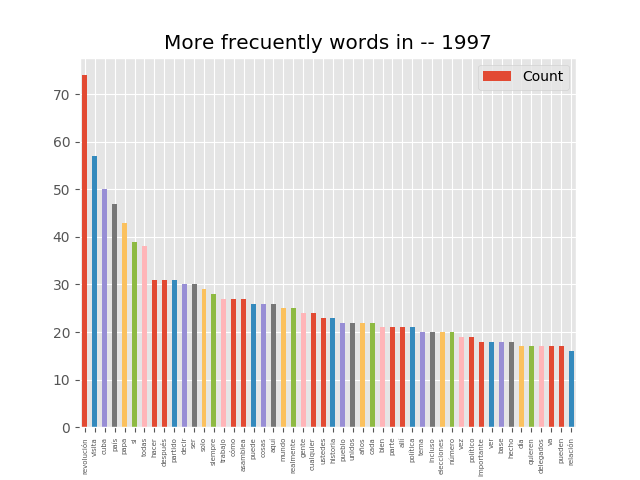 More frecuently words in -- 1997
Count
70
60
50
40
30
20
10
0
revolución
visita
cuba
país
papa
sí
todas
hacer
después
partido
decir
ser
solo
siempre
trabajo
cómo
asamblea
puede
cosas
aquí
mundo
realmente
gente
cualquier
ustedes
historia
pueblo
unidos
años
cada
bien
parte
allí
política
tema
incluso
elecciones
número
vez
político
importante
ver
base
hecho
día
quieren
delegados
va
pueden
relación